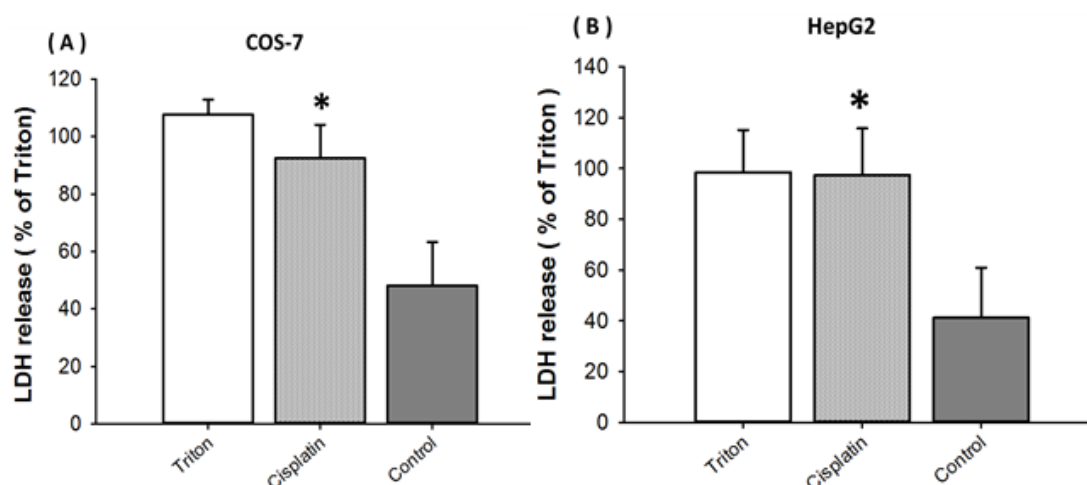 ( A )
COS-7
LDH release ( % of Triton)
120
100
80
60
40
20
0
*
Triton
Cisplatin
Control
( B )
HepG2
LDH release ( % of Triton )
140
120
100
80
60
40
20
0
*
Triton
Cisplatin
Control